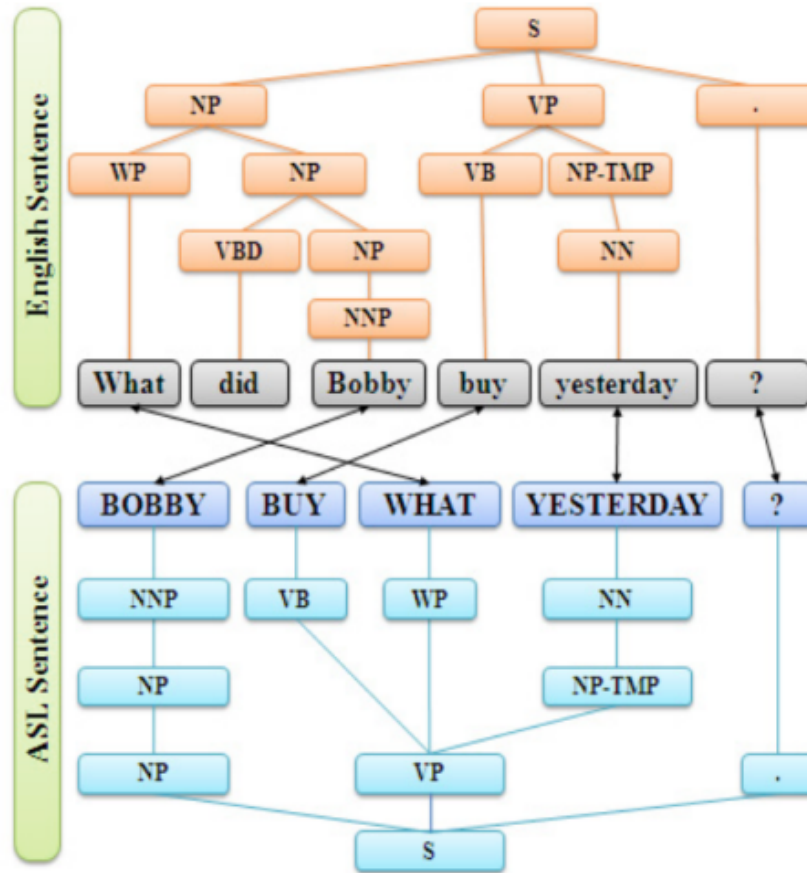 English Sentence
S
NP VP .
WP NP VB NP-TMP
VBD NP NN
NNP
What did Bobby buy yesterday ?
ASL Sentence
BOBBY BUY WHAT YESTERDAY ?
NNP VB WP NN
NP NP-TMP
NP VP .
S